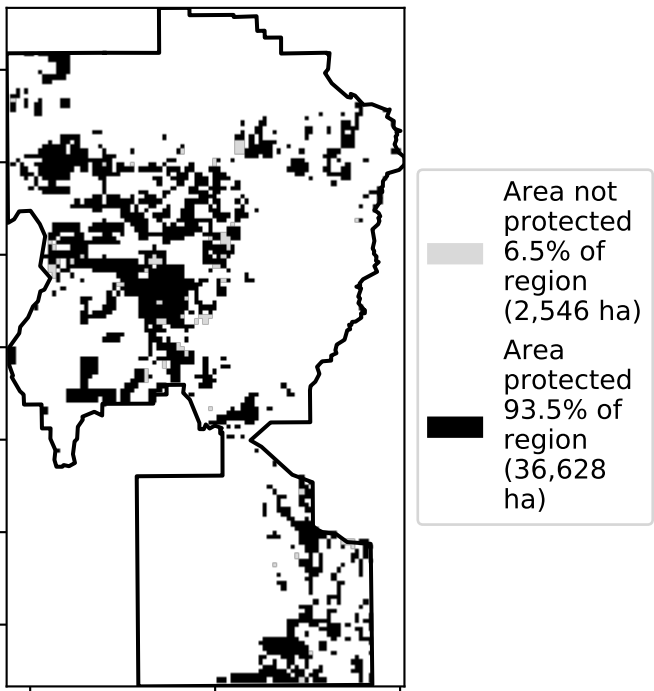 Area not
protected
6.5% of
region
(2,546 ha)
Area
protected
93.5% of
region
(36,628
ha)